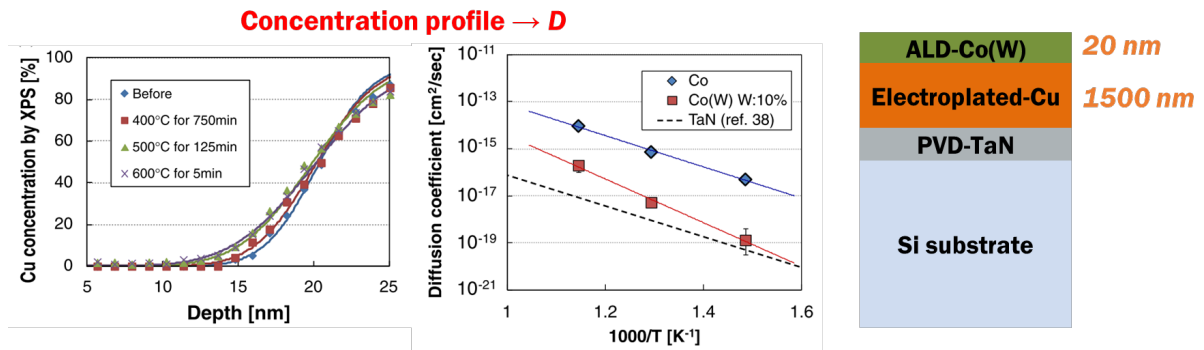 Concentration profile → D
Cu concentration by XPS [%]
100
80
60
40
20
0
Before
400°C for 750min
500°C for 125min
600°C for 5min
5
10
15
20
25
Depth [nm]
Diffusion coefficient [cm²/sec]
10⁻¹¹
10⁻¹³
10⁻¹⁵
10⁻¹⁷
10⁻¹⁹
10⁻²¹
Co
Co(W) W:10%
TaN (ref. 38)
1
1.2
1.4
1.6
1000/T [K⁻¹]
ALD-Co(W)
20 nm
Electroplated-Cu
1500 nm
PVD-TaN
Si substrate